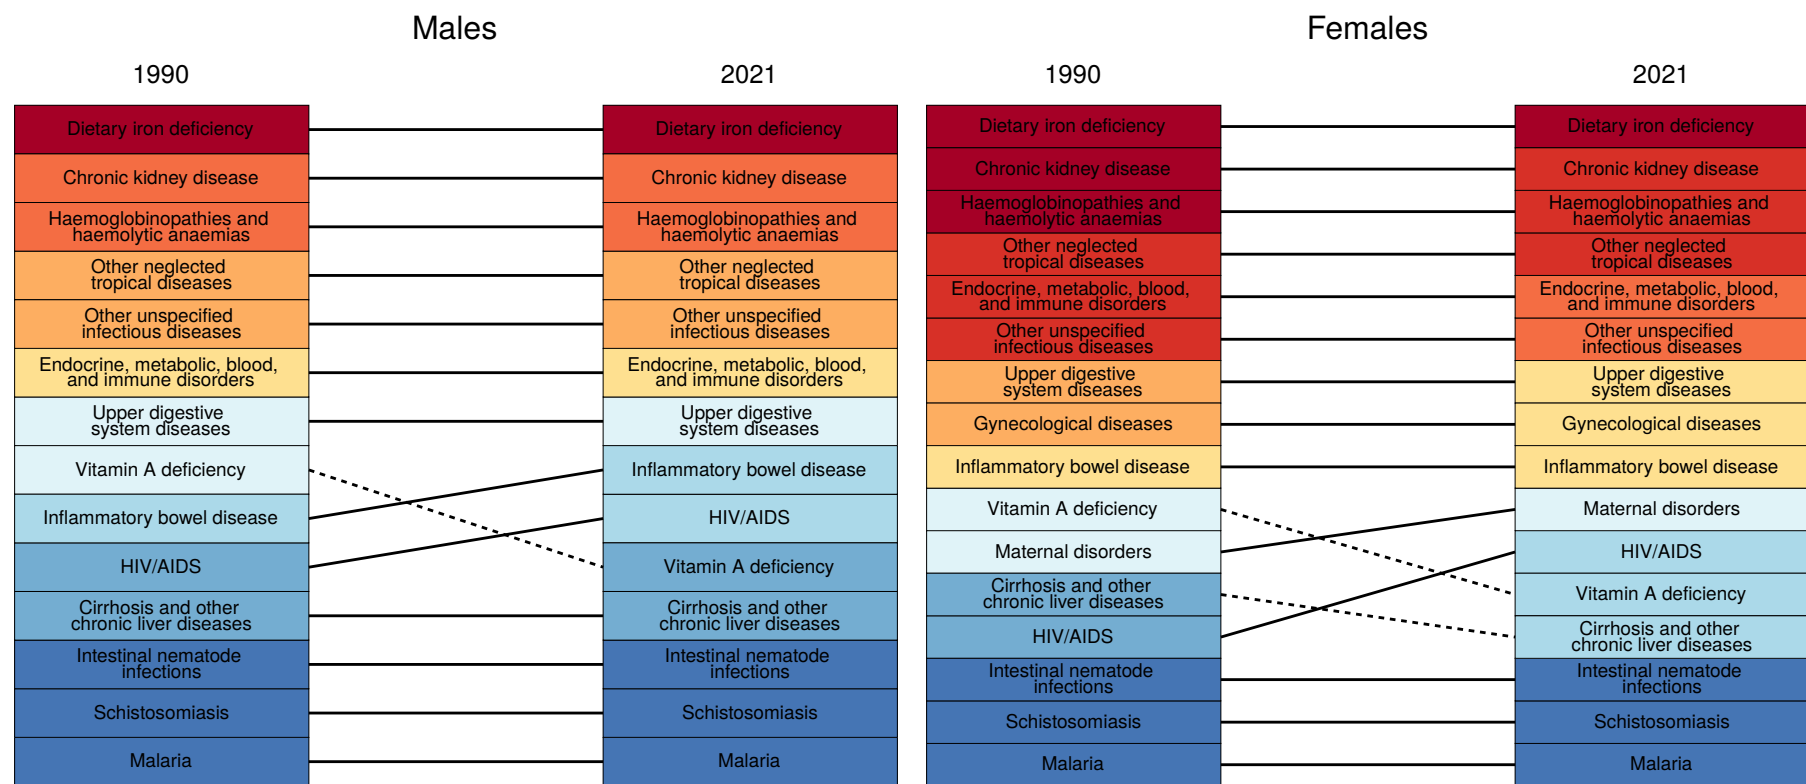 Males
1990
2021
Dietary iron deficiency
Chronic kidney disease
Haemoglobinopathies and
haemolytic anaemias
Other neglected
tropical diseases
Other unspecified
infectious diseases
Endocrine, metabolic, blood,
and immune disorders
Upper digestive
system diseases
Vitamin A deficiency
Inflammatory bowel disease
HIV/AIDS
Cirrhosis and other
chronic liver diseases
Intestinal nematode
infections
Schistosomiasis
Malaria
Dietary iron deficiency
Chronic kidney disease
Haemoglobinopathies and
haemolytic anaemias
Other neglected
tropical diseases
Other unspecified
infectious diseases
Endocrine, metabolic, blood,
and immune disorders
Upper digestive
system diseases
Inflammatory bowel disease
HIV/AIDS
Vitamin A deficiency
Cirrhosis and other
chronic liver diseases
Intestinal nematode
infections
Schistosomiasis
Malaria
Females
1990
2021
Dietary iron deficiency
Chronic kidney disease
Haemoglobinopathies and
haemolytic anaemias
Other neglected
tropical diseases
Endocrine, metabolic, blood,
and immune disorders
Other unspecified
infectious diseases
Upper digestive
system diseases
Gynecological diseases
Inflammatory bowel disease
Vitamin A deficiency
Maternal disorders
Cirrhosis and other
chronic liver diseases
HIV/AIDS
Intestinal nematode
infections
Schistosomiasis
Malaria
Dietary iron deficiency
Chronic kidney disease
Haemoglobinopathies and
haemolytic anaemias
Other neglected
tropical diseases
Endocrine, metabolic, blood,
and immune disorders
Other unspecified
infectious diseases
Upper digestive
system diseases
Gynecological diseases
Inflammatory bowel disease
Maternal disorders
HIV/AIDS
Vitamin A deficiency
Cirrhosis and other
chronic liver diseases
Intestinal nematode
infections
Schistosomiasis
Malaria